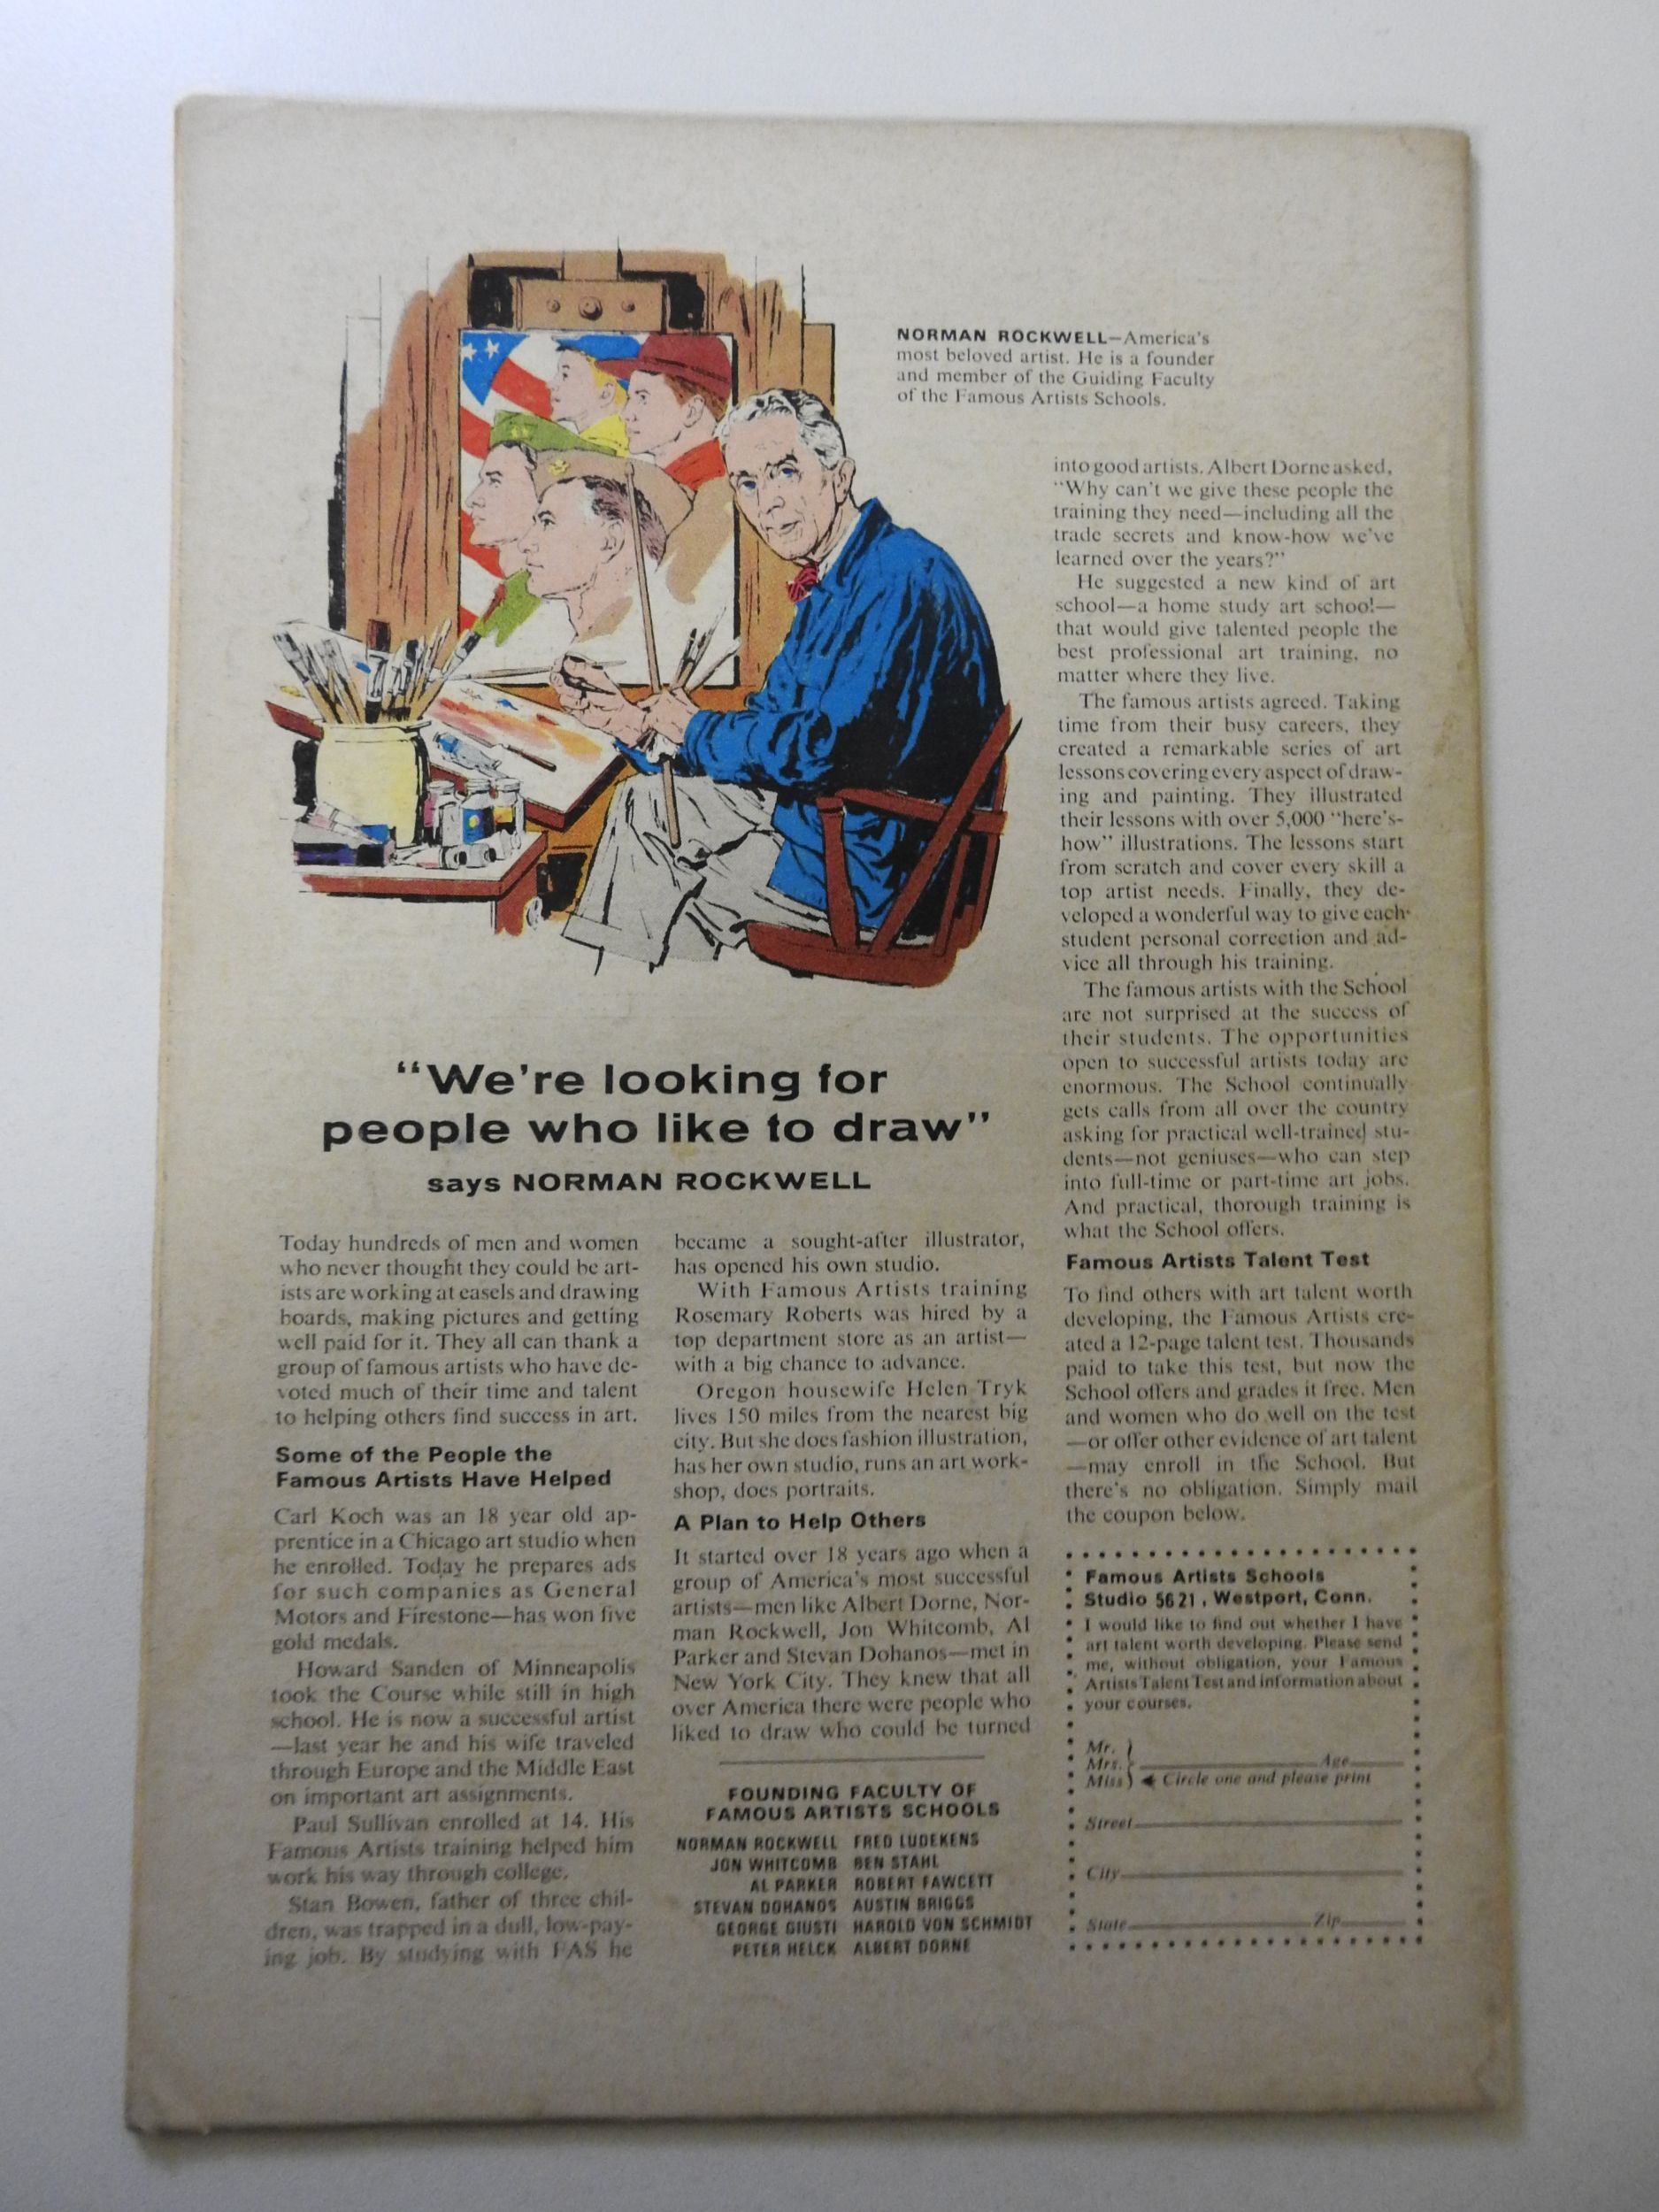 NORMAN ROCKWELL—America's
most beloved artist. He is a founder
and member of the Guiding Faculty
of the Famous Artists Schools.
"We're looking for
people who like to draw"
says NORMAN ROCKWELL
Today hundreds of men and women
who never thought they could be art-
ists are working at easels and drawing
boards, making pictures and getting
well paid for it. They all can thank a
group of famous artists who have de-
voted much of their time and talent
to helping others find success in art.
Some of the People the
Famous Artists Have Helped
Carl Koch was an 18 year old ap-
prentice in a Chicago art studio when
he enrolled. Today he prepares ads
for such companies as General
Motors and Firestone—has won five
gold medals.
Howard Sanden of Minneapolis
took the Course while still in high
school. He is now a successful artist
—last year he and his wife traveled
through Europe and the Middle East
on important art assignments.
Paul Sullivan enrolled at 14. His
Famous Artists training helped him
work his way through college.
Stan Bowen, father of three chil-
dren, was trapped in a dull, low-pay-
ing job. By studying with FAS he
became a sought-after illustrator,
has opened his own studio.
With Famous Artists training
Rosemary Roberts was hired by a
top department store as an artist—
with a big chance to advance.
Oregon housewife Helen Tryk
lives 150 miles from the nearest big
city. But she does fashion illustration,
has her own studio, runs an art work-
shop, does portraits.
A Plan to Help Others
It started over 18 years ago when a
group of America's most successful
artists—men like Albert Dorne, Nor-
man Rockwell, Jon Whitcomb, Al
Parker and Stevan Dohanos—met in
New York City. They knew that all
over America there were people who
liked to draw who could be turned
FOUNDING FACULTY OF
FAMOUS ARTISTS SCHOOLS
NORMAN ROCKWELL FRED LUDEKENS
JON WHITCOMB BEN STAHL
AL PARKER ROBERT FAWCETT
STEVAN DOHANOS AUSTIN BRIGGS
GEORGE GIUSTI HAROLD VON SCHMIDT
PETER HELCK ALBERT DORNE
into good artists. Albert Dorne asked,
"Why can't we give these people the
training they need—including all the
trade secrets and know-how we've
learned over the years?"
He suggested a new kind of art
school—a home study art school—
that would give talented people the
best professional art training, no
matter where they live.
The famous artists agreed. Taking
time from their busy careers, they
created a remarkable series of art
lessons covering every aspect of draw-
ing and painting. They illustrated
their lessons with over 5,000 "here's-
how" illustrations. The lessons start
from scratch and cover every skill a
top artist needs. Finally, they de-
veloped a wonderful way to give each
student personal correction and ad-
vice all through his training.
The famous artists with the School
are not surprised at the success of
their students. The opportunities
open to successful artists today are
enormous. The School continually
gets calls from all over the country
asking for practical well-trained stu-
dents—not geniuses—who can step
into full-time or part-time art jobs.
And practical, thorough training is
what the School offers.
Famous Artists Talent Test
To find others with art talent worth
developing, the Famous Artists cre-
ated a 12-page talent test. Thousands
paid to take this test, but now the
School offers and grades it free. Men
and women who do well on the test
—or offer other evidence of art talent
—may enroll in the School. But
there's no obligation. Simply mail
the coupon below.
Famous Artists Schools
Studio 5621, Westport, Conn.
I would like to find out whether I have
art talent worth developing. Please send
me, without obligation, your Famous
Artists Talent Test and information about
your courses.
Mr.
Mrs. Age
Miss Circle one and please print
Street
City
State Zip